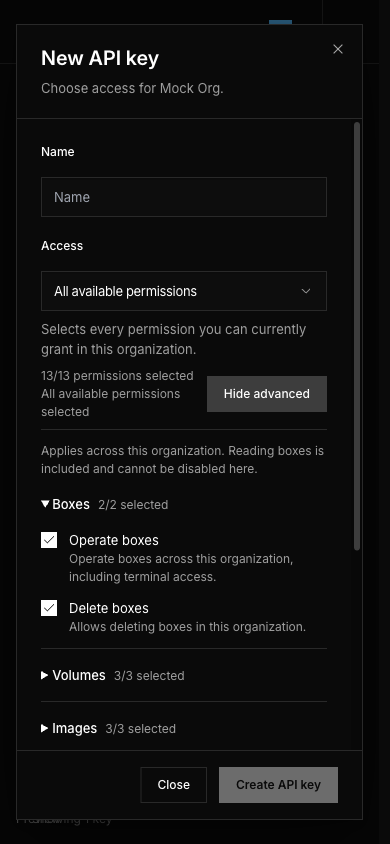 New API key
Choose access for Mock Org.
Name
Name
Access
All available permissions
Selects every permission you can currently
grant in this organization.
13/13 permissions selected
All available permissions
selected
Hide advanced
Applies across this organization. Reading boxes is
included and cannot be disabled here.
Boxes 2/2 selected
Operate boxes
Operate boxes across this organization,
including terminal access.
Delete boxes
Allows deleting boxes in this organization.
Volumes 3/3 selected
Images 3/3 selected
Close
Create API key